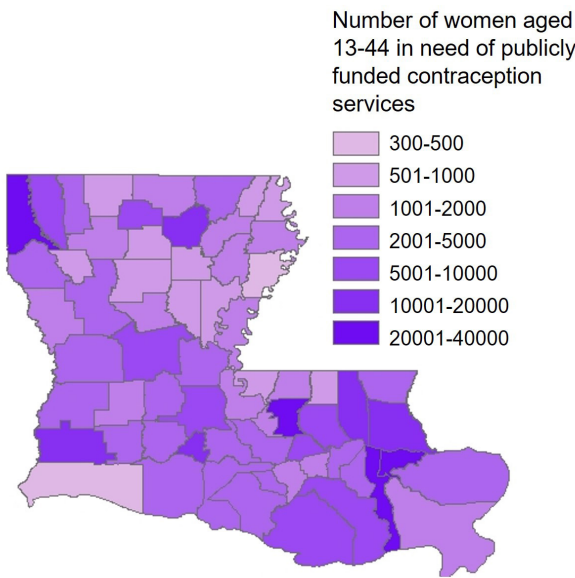 Number of women aged
13-44 in need of publicly
funded contraception
services
300-500
501-1000
1001-2000
2001-5000
5001-10000
10001-20000
20001-40000